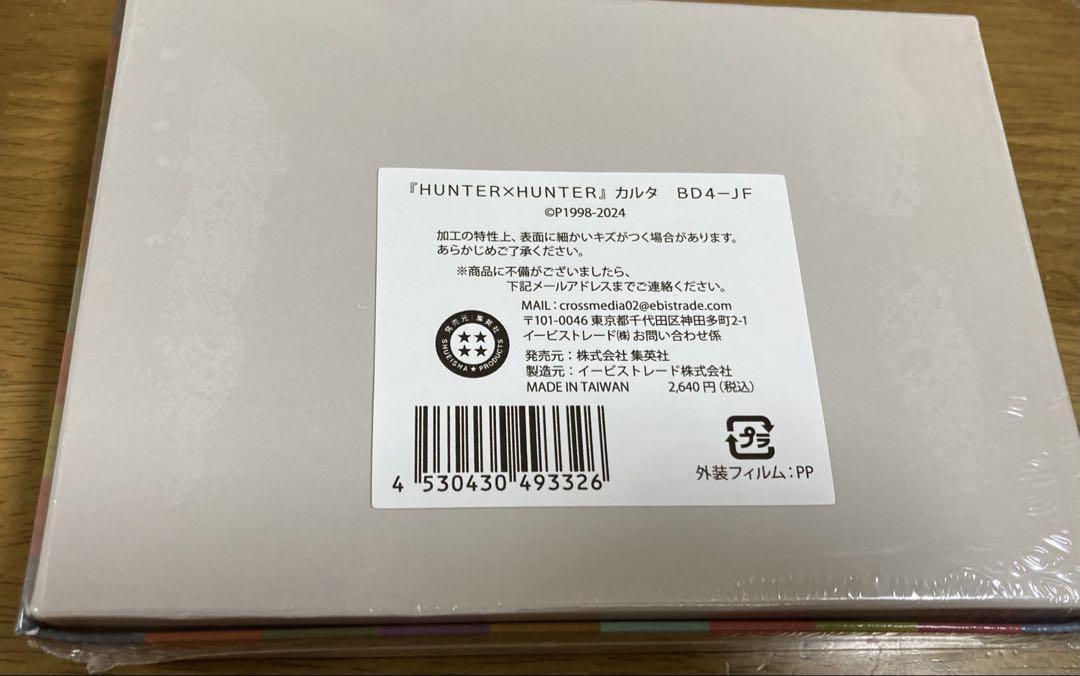 『HUNTER×HUNTER』カルタ　BD4−JF
©P1998-2024
加工の特性上、表面に細かいキズがつく場合があります。
あらかじめご了承ください。
※商品に不備がございましたら、
下記メールアドレスまでご連絡ください。
MAIL：crossmedia02@ebistrade.com
〒101-0046 東京都千代田区神田多町2-1
イービストレード㈱ お問い合わせ係
発売元：集英社
SHUEISHA★PRODUCTS
発売元：株式会社 集英社
製造元：イービストレード株式会社
MADE IN TAIWAN　2,640円（税込）
4 530430 493326
プラ
外装フィルム：PP